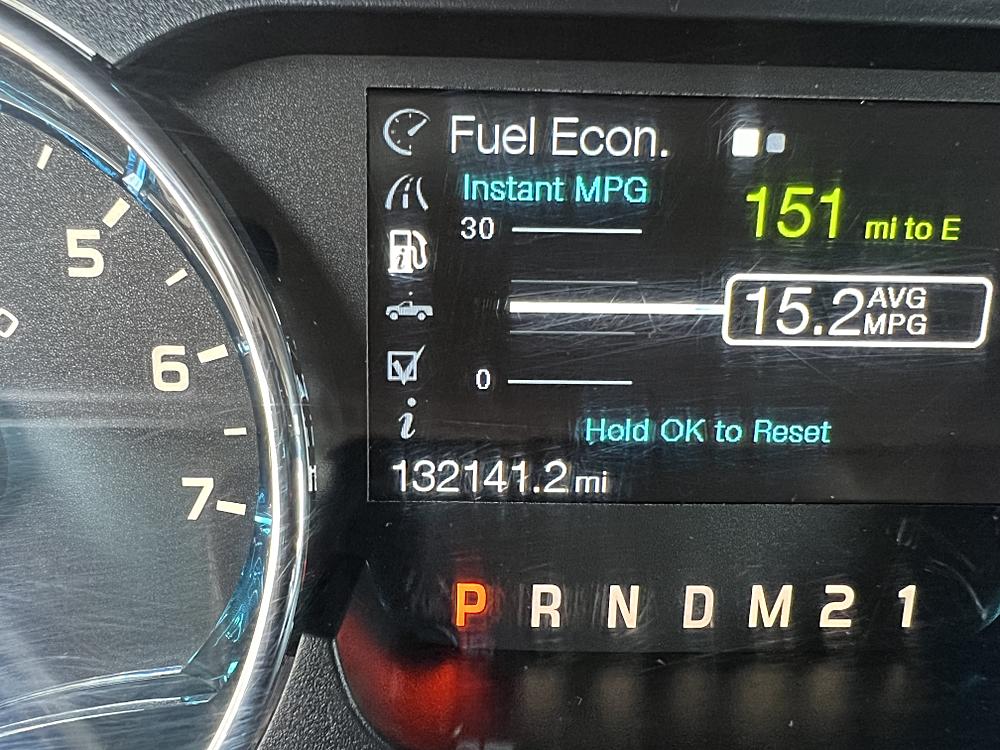 Fuel Econ.
Instant MPG
30
151 mi to E
15.2 AVG MPG
0
Hold OK to Reset
132141.2 mi
P R N D M 2 1
5
6
7